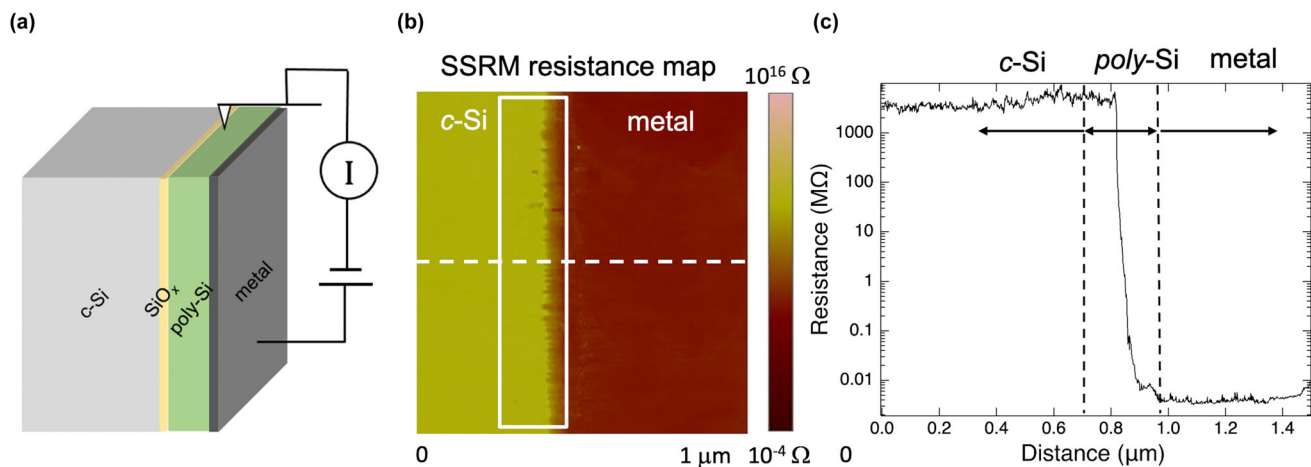 (a)
c-Si
SiOx
poly-Si
metal
I
(b)
SSRM resistance map
10^16 Ω
c-Si
metal
0
1 μm
10^-4 Ω
(c)
c-Si
poly-Si
metal
Resistance (MΩ)
1000
100
10
1
0.1
0.01
0.0
0.2
0.4
0.6
0.8
1.0
1.2
1.4
0
Distance (μm)